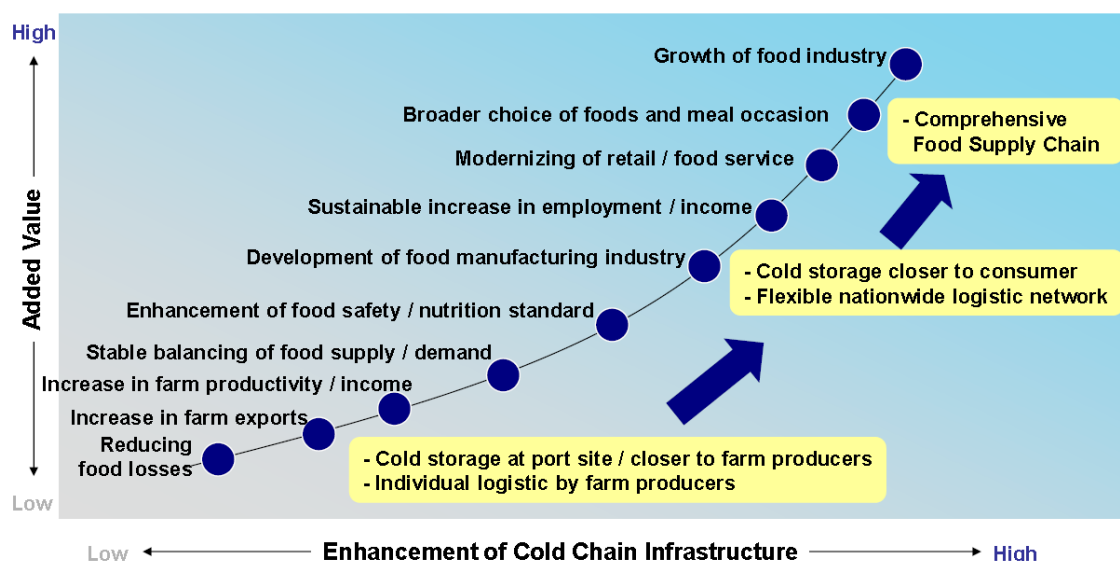 High
Growth of food industry
Broader choice of foods and meal occasion
- Comprehensive
Food Supply Chain
Modernizing of retail / food service
Sustainable increase in employment / income
Added Value
Development of food manufacturing industry
- Cold storage closer to consumer
- Flexible nationwide logistic network
Enhancement of food safety / nutrition standard
Stable balancing of food supply / demand
Increase in farm productivity / income
Increase in farm exports
Reducing
food losses
- Cold storage at port site / closer to farm producers
- Individual logistic by farm producers
Low
Low
Enhancement of Cold Chain Infrastructure
High